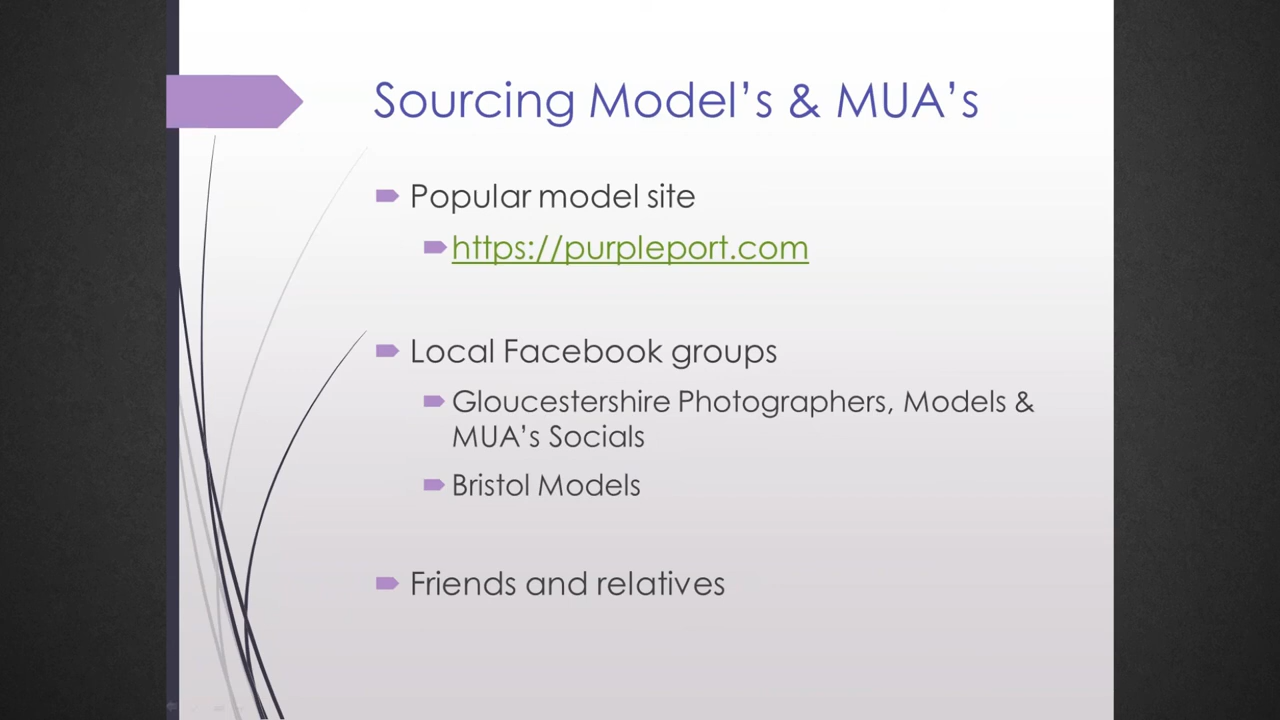 Sourcing Model’s & MUA’s
Popular model site
https://purpleport.com
Local Facebook groups
Gloucestershire Photographers, Models &
MUA’s Socials
Bristol Models
Friends and relatives